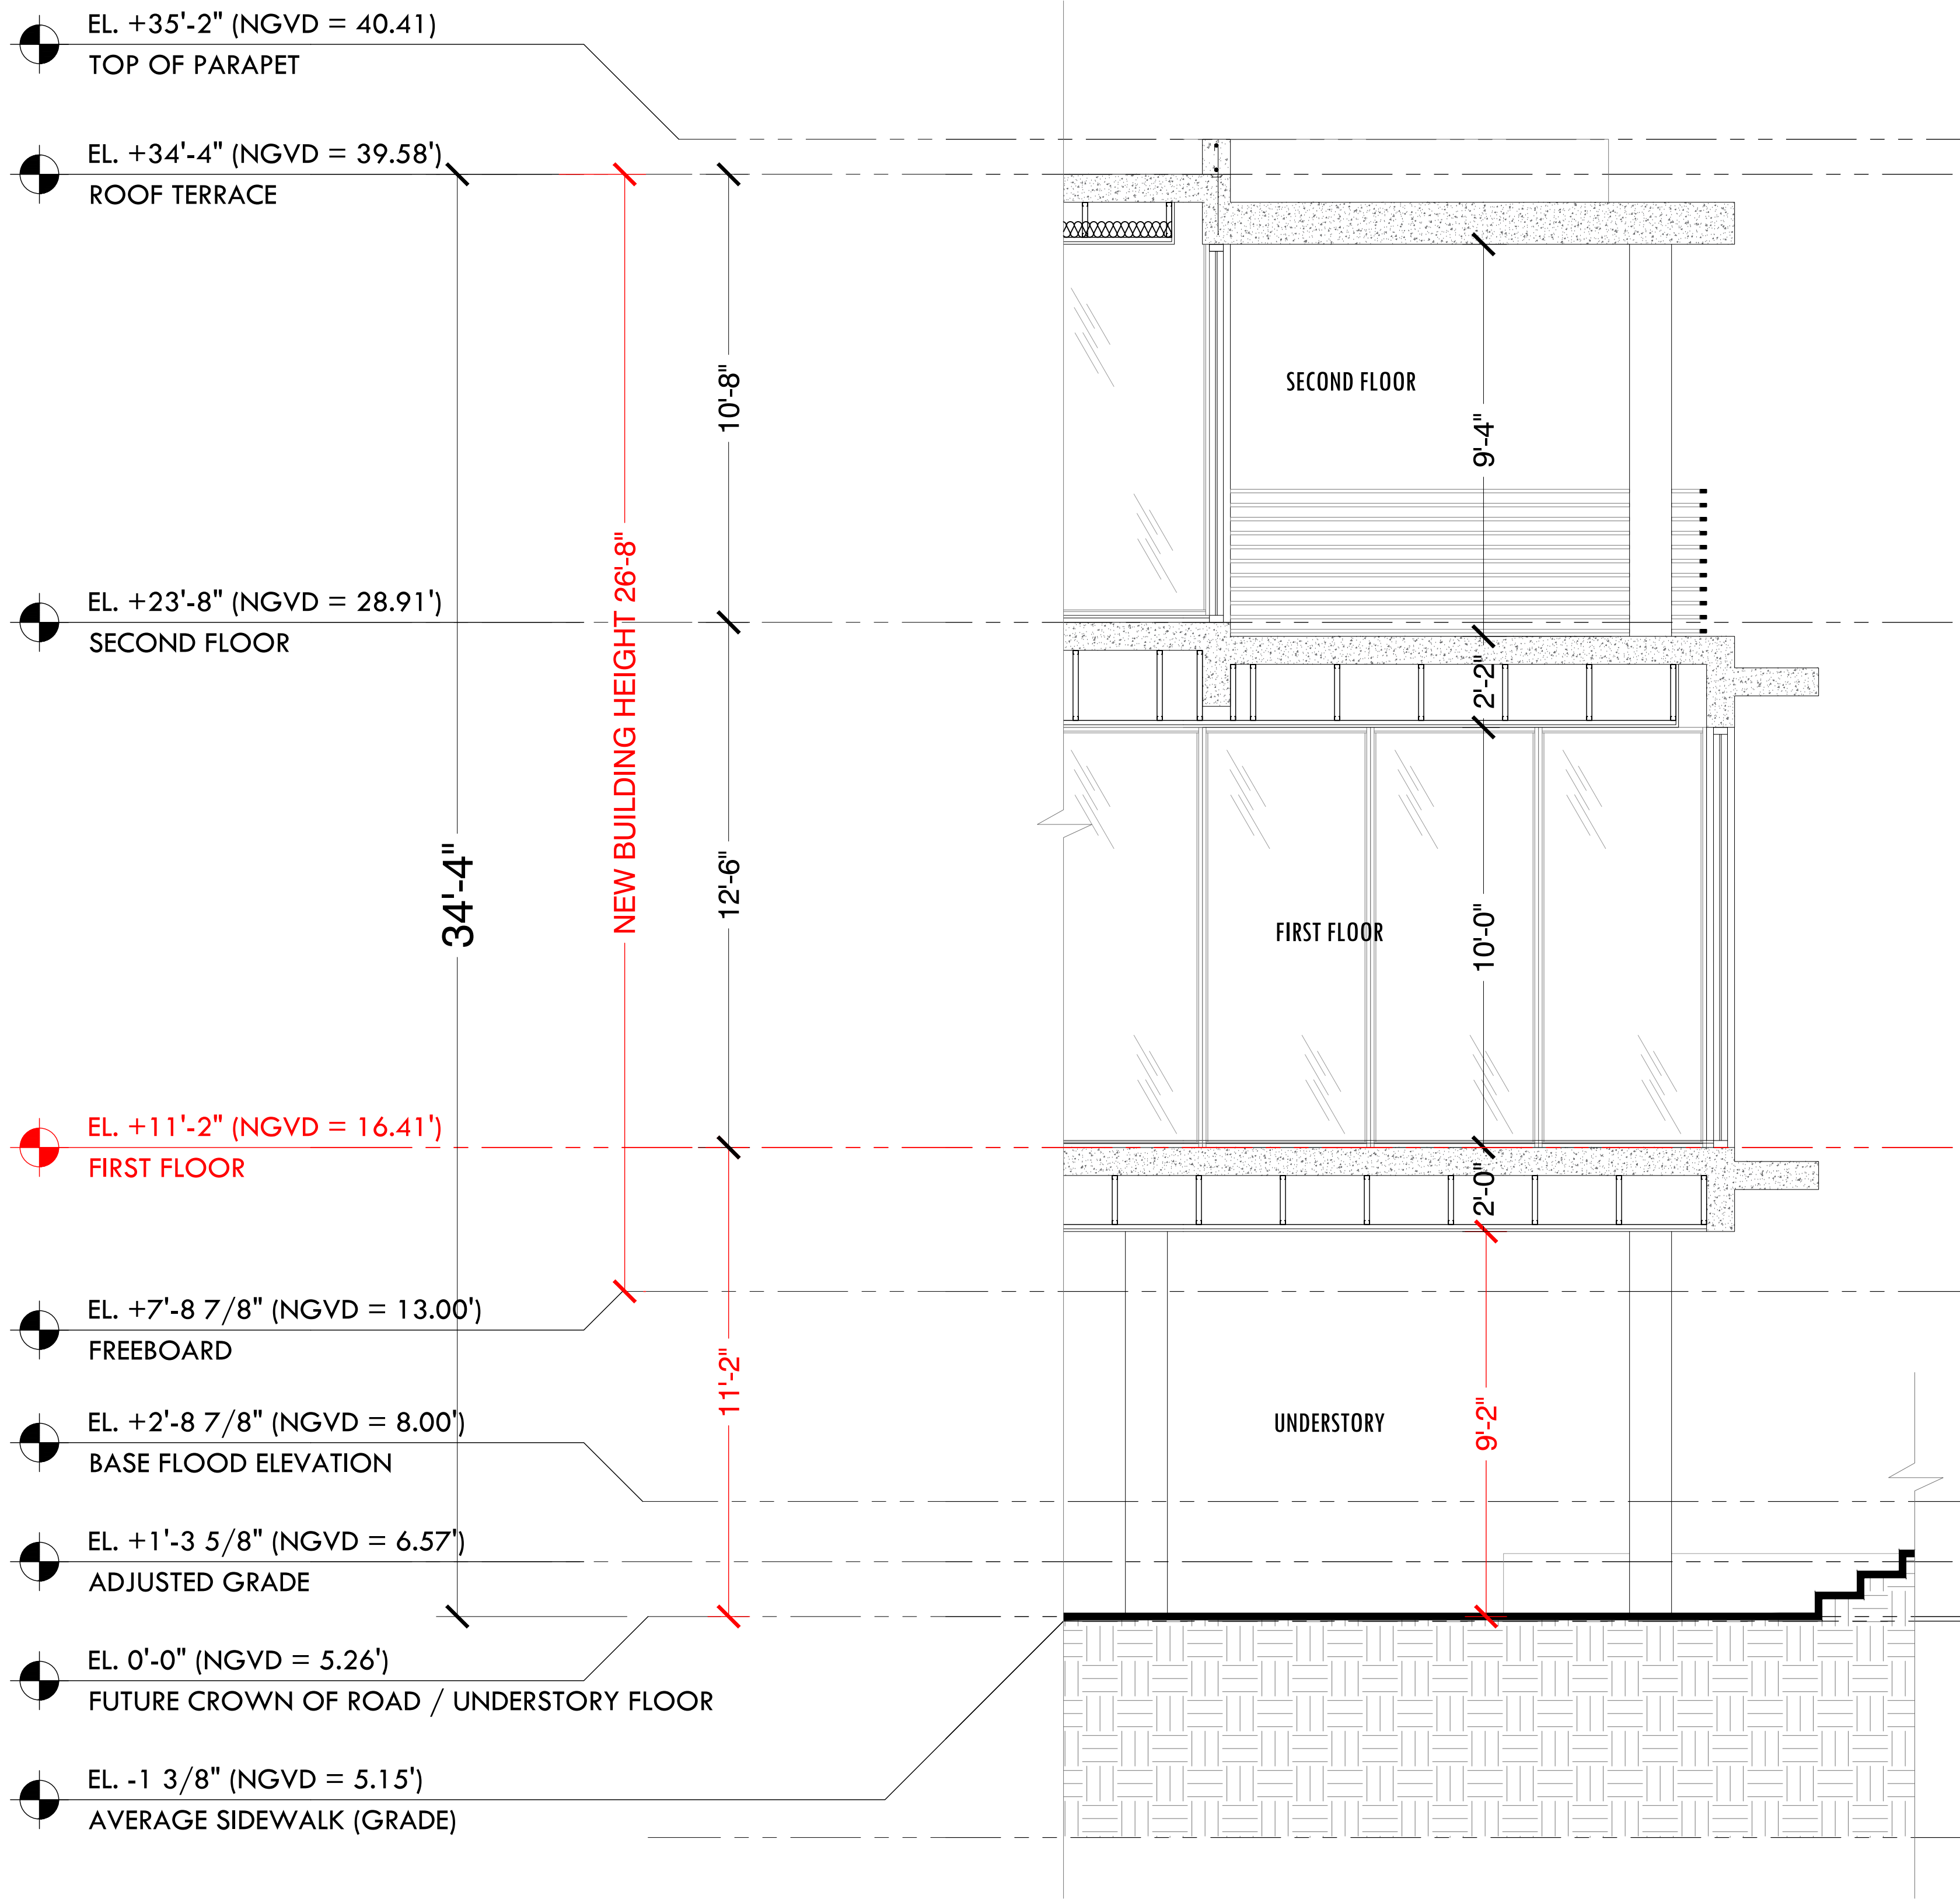 EL. +35'-2" (NGVD = 40.41)
TOP OF PARAPET
EL. +34'-4" (NGVD = 39.58')
ROOF TERRACE
10'-8"
SECOND FLOOR
9'-4"
NEW BUILDING HEIGHT 26'-8"
EL. +23'-8" (NGVD = 28.91')
SECOND FLOOR
2'-2"
34'-4"
12'-6"
FIRST FLOOR
10'-0"
EL. +11'-2" (NGVD = 16.41')
FIRST FLOOR
2'-0"
EL. +7'-8 7/8" (NGVD = 13.00')
FREEBOARD
11'-2"
UNDERSTORY
9'-2"
EL. +2'-8 7/8" (NGVD = 8.00')
BASE FLOOD ELEVATION
EL. +1'-3 5/8" (NGVD = 6.57')
ADJUSTED GRADE
EL. 0'-0" (NGVD = 5.26')
FUTURE CROWN OF ROAD / UNDERSTORY FLOOR
EL. -1 3/8" (NGVD = 5.15')
AVERAGE SIDEWALK (GRADE)